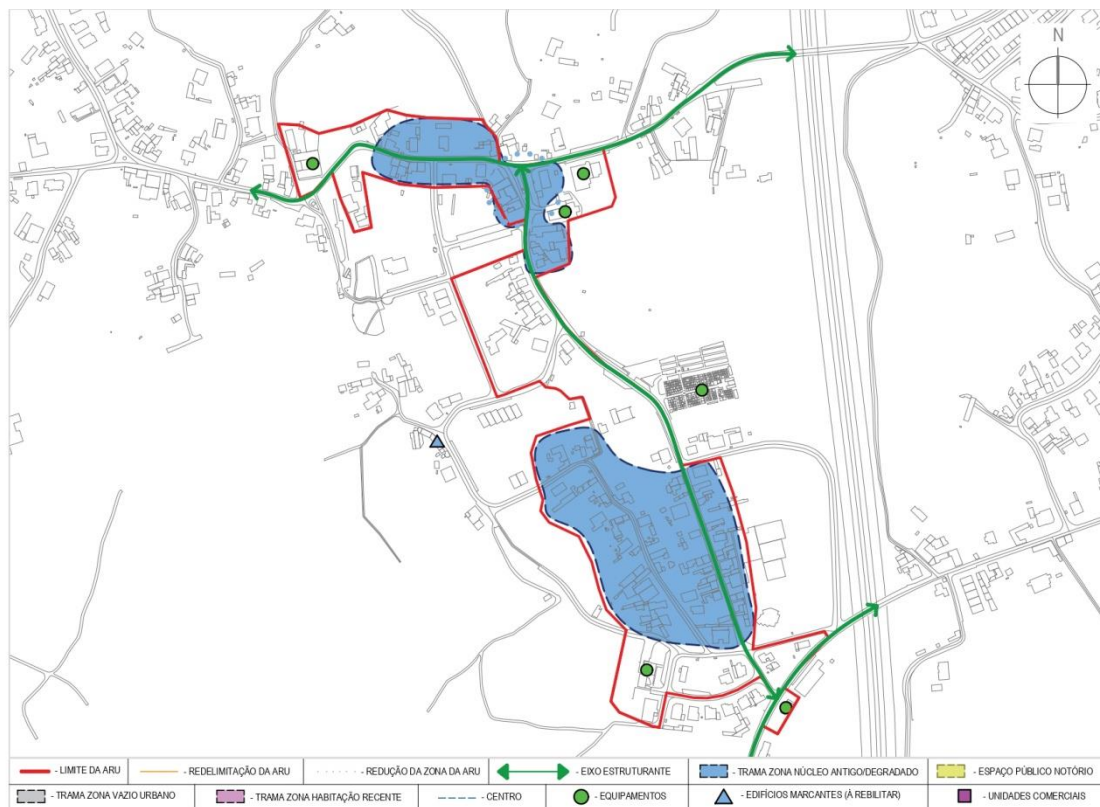 N
- LIMITE DA ARU - REDELIMITAÇÃO DA ARU - REDUÇÃO DA ZONA DA ARU - EIXO ESTRUTURANTE - TRAMA ZONA NÚCLEO ANTIGO/DEGRADADO - ESPAÇO PÚBLICO NOTÓRIO
- TRAMA ZONA VAZIO URBANO - TRAMA ZONA HABITAÇÃO RECENTE - CENTRO - EQUIPAMENTOS - EDIFÍCIOS MARCANTES (À REBILITAR) - UNIDADES COMERCIAIS